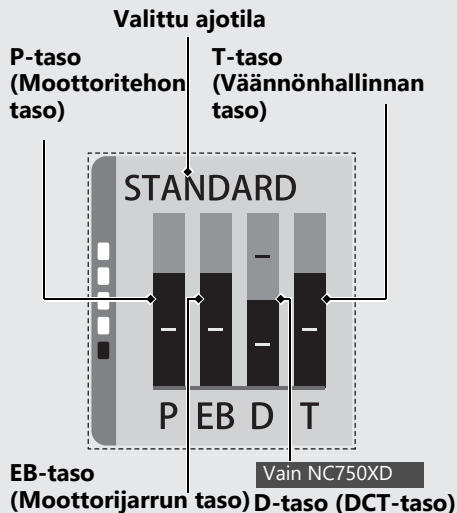 Valittu ajotila
P-taso
(Moottoritehon
taso)
T-taso
(Väännönhallinnan
taso)
STANDARD
P EB D T
EB-taso
(Moottorijarrun taso)
Vain NC750XD
D-taso (DCT-taso)